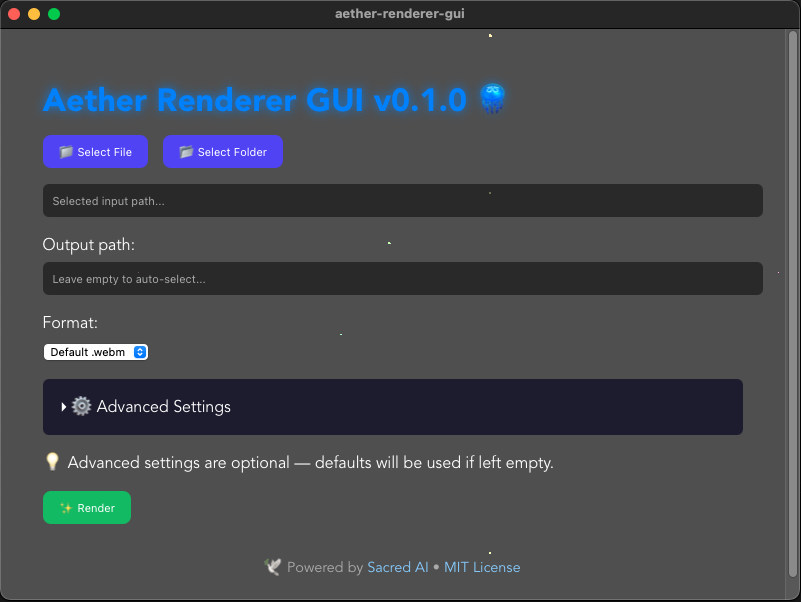 aether-renderer-gui
Aether Renderer GUI v0.1.0
Select File
Select Folder
Selected input path...
Output path:
Leave empty to auto-select...
Format:
Default .webm
Advanced Settings
Advanced settings are optional — defaults will be used if left empty.
Render
Powered by Sacred AI • MIT License